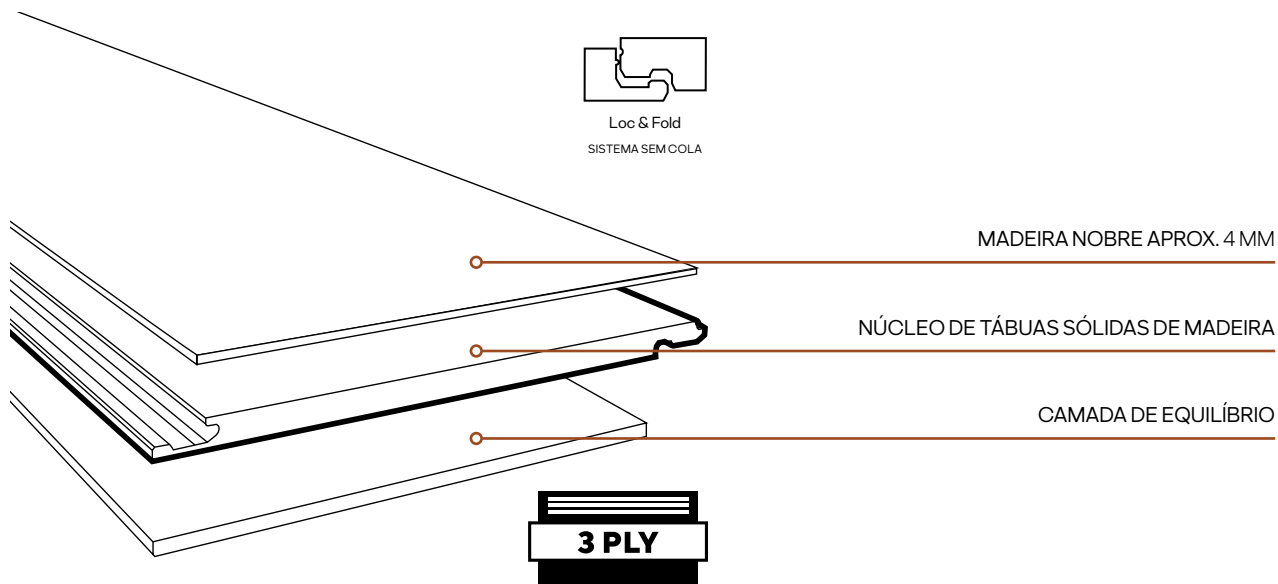 Loc & Fold
SISTEMA SEM COLA
MADEIRA NOBRE APROX. 4 MM
NÚCLEO DE TÁBUAS SÓLIDAS DE MADEIRA
CAMADA DE EQUILÍBRIO
3 PLY